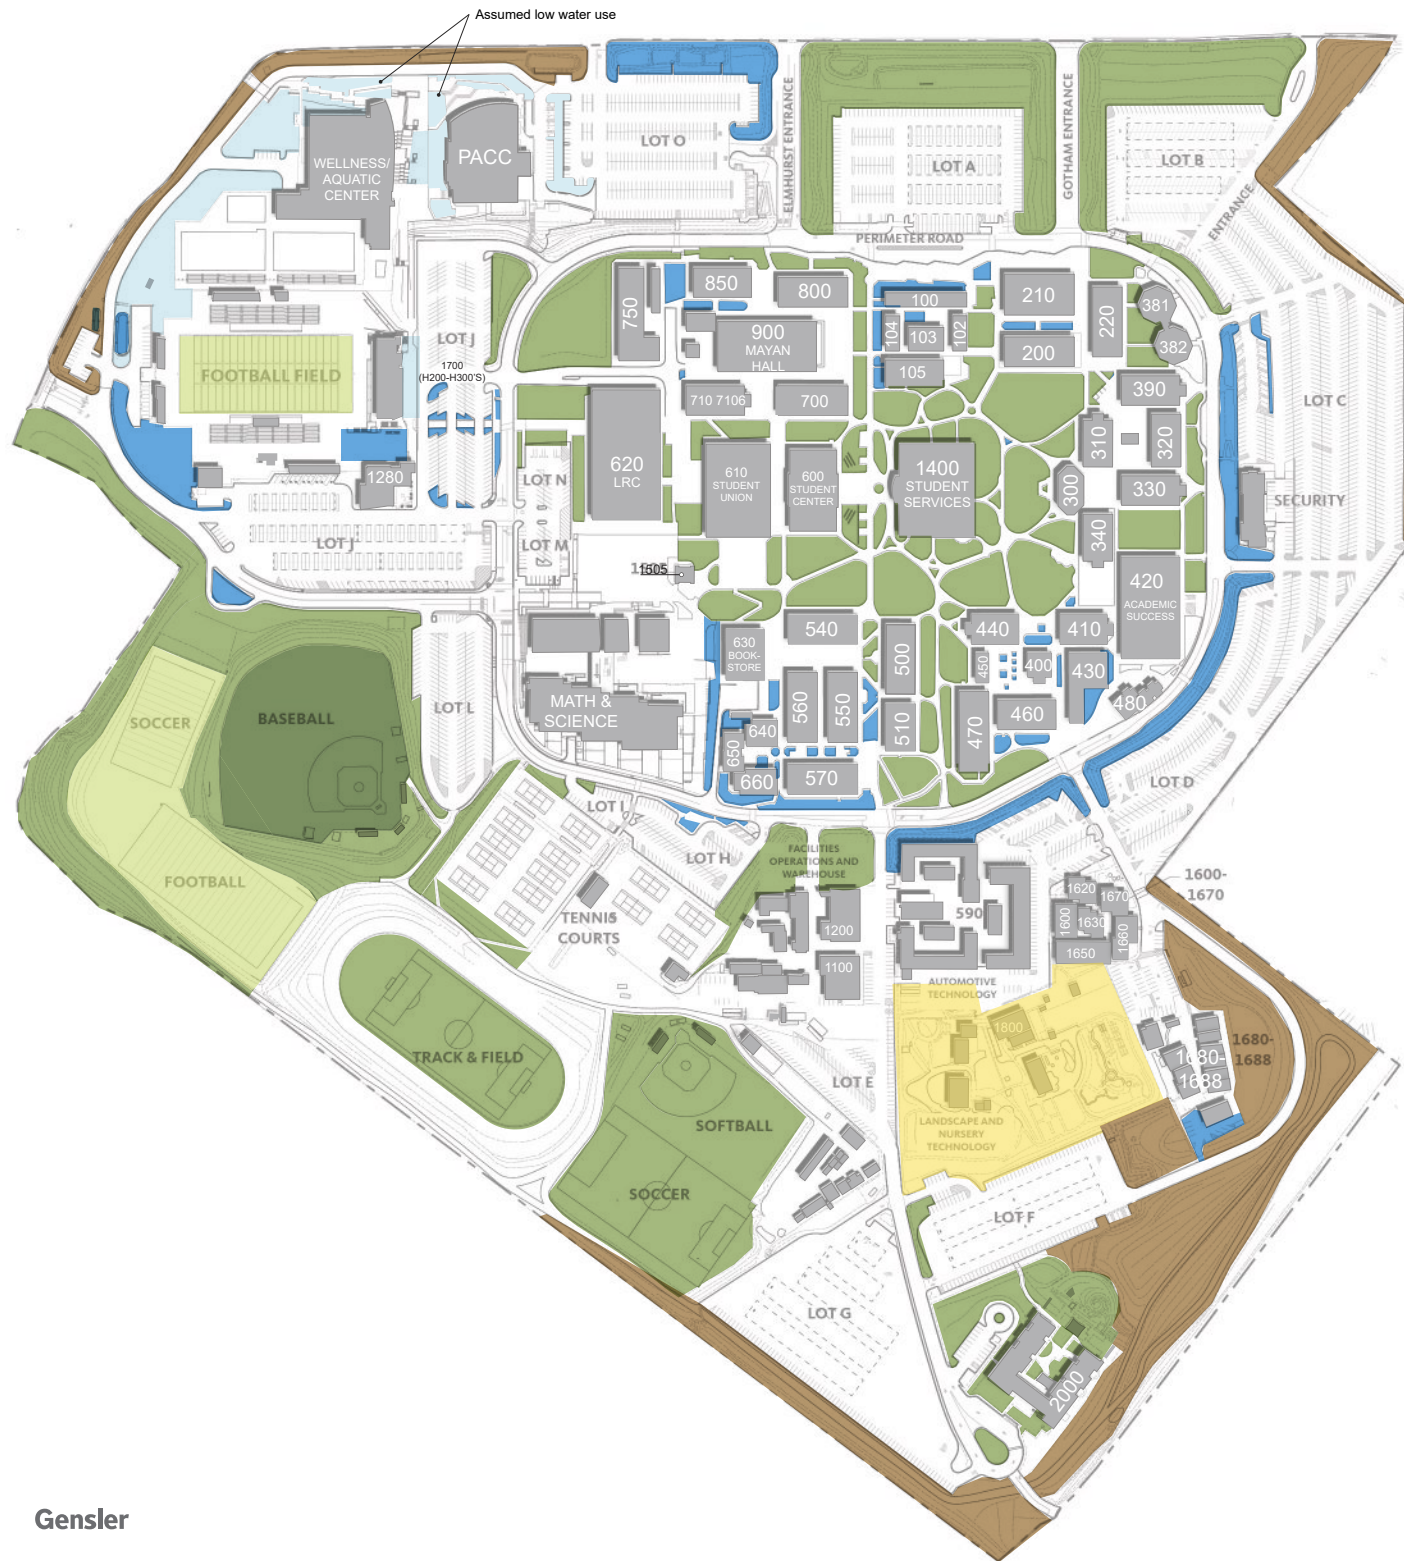 Assumed low water use
WELLNESS/
AQUATIC
CENTER
PACC
LOT O
ELMHURST ENTRANCE
LOT A
GOTHAM ENTRANCE
LOT B
ENTRANCE
PERIMETER ROAD
LOT J
1700
(H200-H300'S)
FOOTBALL FIELD
750
850
800
900
MAYAN
HALL
710 7106
700
100
104
103
102
105
210
200
220
381
382
390
310
320
300
330
340
LOT C
SECURITY
620
LRC
610
STUDENT
UNION
600
STUDENT
CENTER
1400
STUDENT
SERVICES
1280
LOT N
LOT M
LOT J
1505
420
ACADEMIC
SUCCESS
540
630
BOOK-
STORE
500
440
410
450
400
430
480
560
550
510
470
460
640
650
660
570
MATH &
SCIENCE
LOT L
SOCCER
BASEBALL
FOOTBALL
LOT I
LOT H
LOT D
FACILITIES
OPERATIONS AND
WAREHOUSE
TENNIS
COURTS
1200
1100
590
AUTOMOTIVE
TECHNOLOGY
1600-
1670
1620
1670
1600
1630
1660
1650
1800
LANDSCAPE AND
NURSERY
TECHNOLOGY
1680-
1688
1680-
1688
TRACK & FIELD
SOFTBALL
SOCCER
LOT E
LOT F
LOT G
2000
Gensler